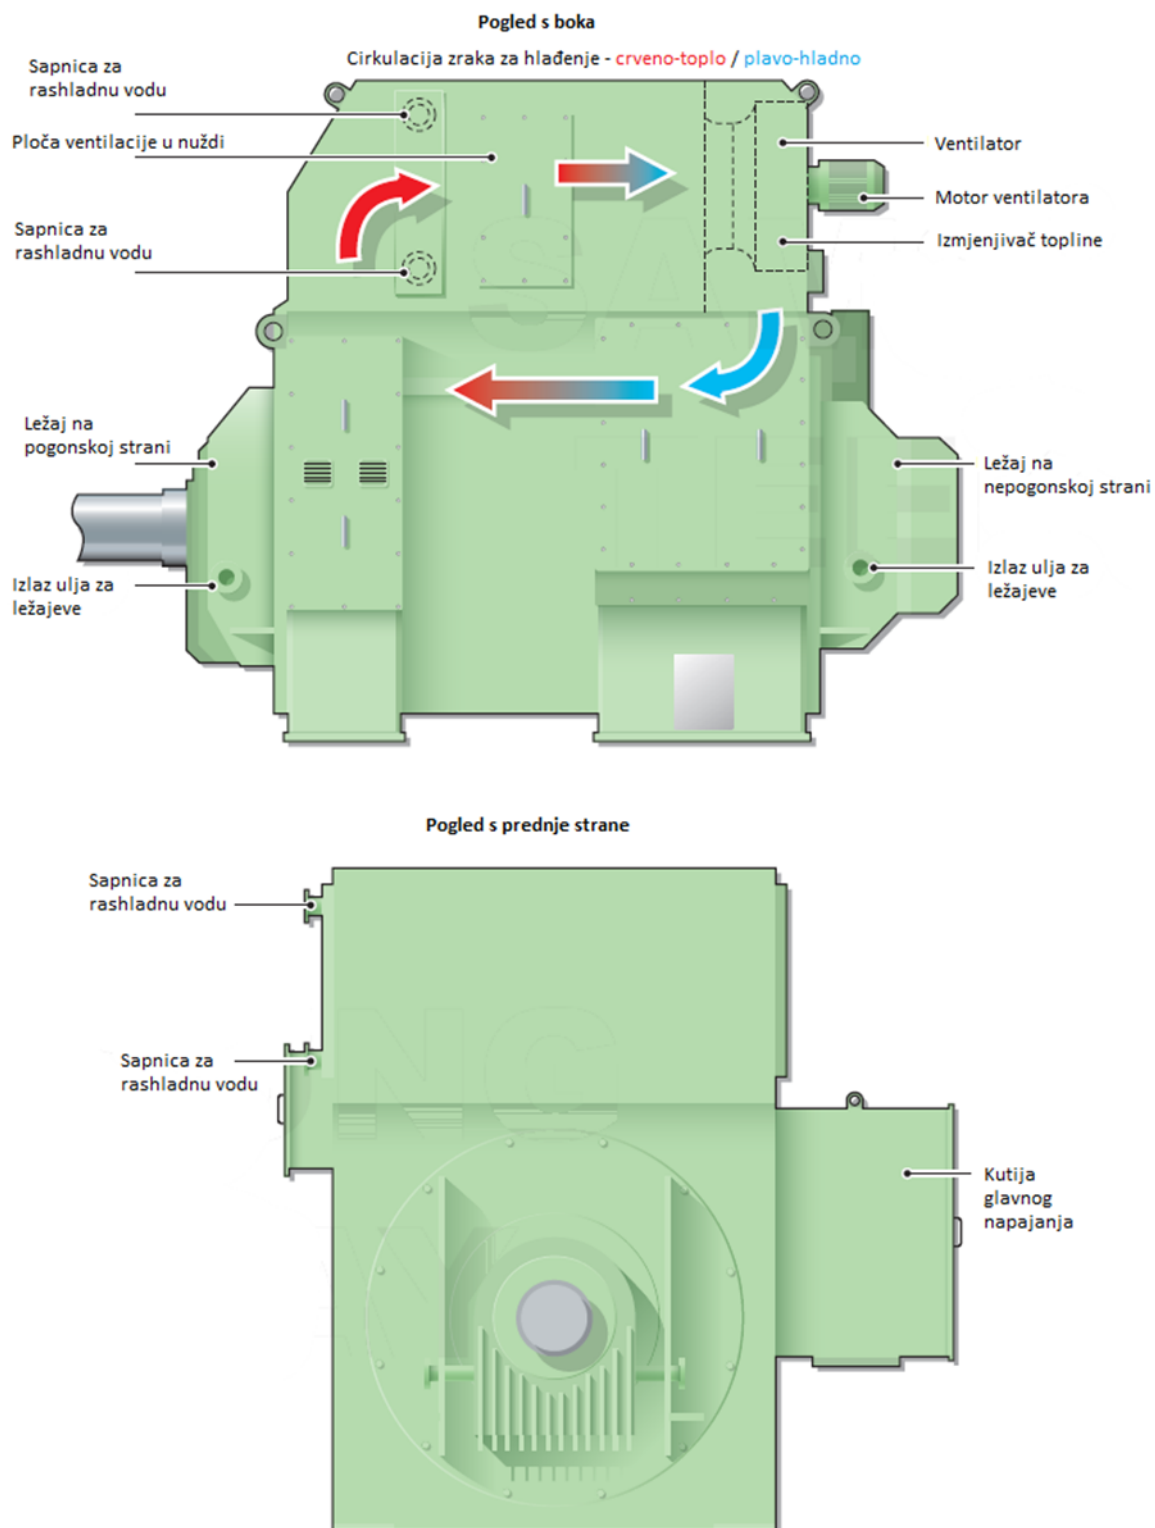 Pogled s boka
Cirkulacija zraka za hlađenje - crveno-toplo / plavo-hladno
Sapnica za
rashladnu vodu
Ploča ventilacije u nuždi
Sapnica za
rashladnu vodu
Ventilator
Motor ventilatora
Izmjenjivač topline
Ležaj na
pogonskoj strani
Ležaj na
nepogonskoj strani
Izlaz ulja za
ležajeve
Izlaz ulja za
ležajeve
Pogled s prednje strane
Sapnica za
rashladnu vodu
Sapnica za
rashladnu vodu
Kutija
glavnog
napajanja